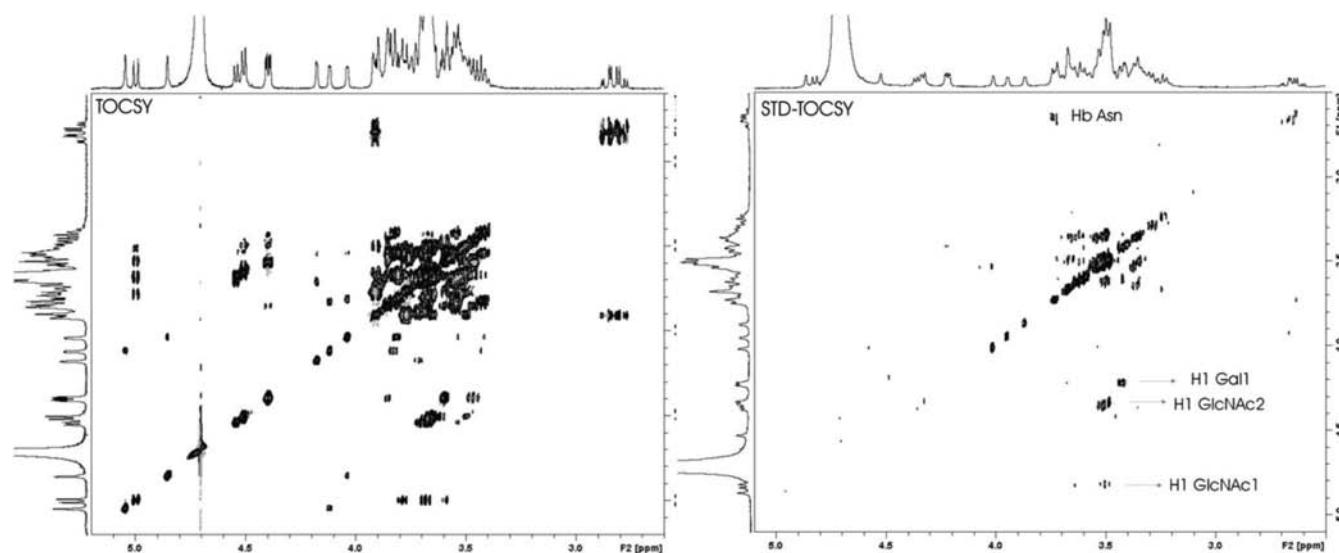 TOCSY
5.0 4.5 4.0 3.5 3.0 F2 [ppm]
STD-TOCSY
Hb Asn
H1 Gal1
H1 GlcNAc2
H1 GlcNAc1
5.0 4.5 4.0 3.5 3.0 F2 [ppm]